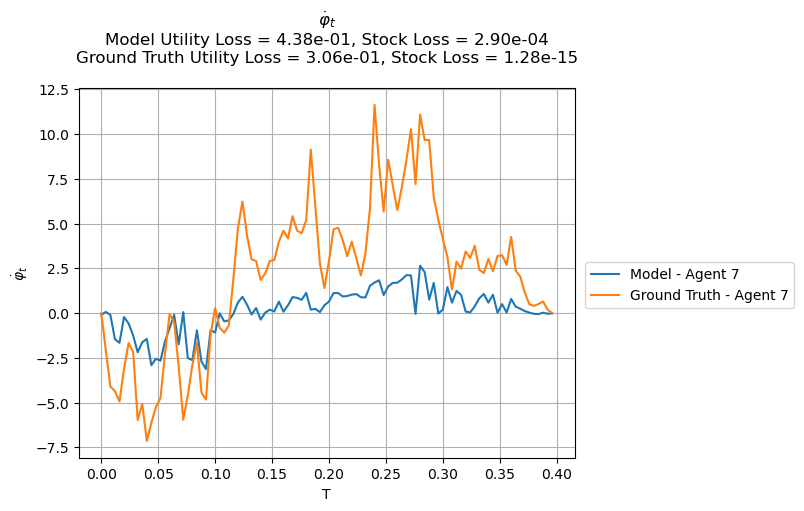 φ̇_t
Model Utility Loss = 4.38e-01, Stock Loss = 2.90e-04
Ground Truth Utility Loss = 3.06e-01, Stock Loss = 1.28e-15
12.5
10.0
7.5
5.0
2.5
0.0
−2.5
−5.0
−7.5
φ̇_t
0.00 0.05 0.10 0.15 0.20 0.25 0.30 0.35 0.40
T
Model - Agent 7
Ground Truth - Agent 7